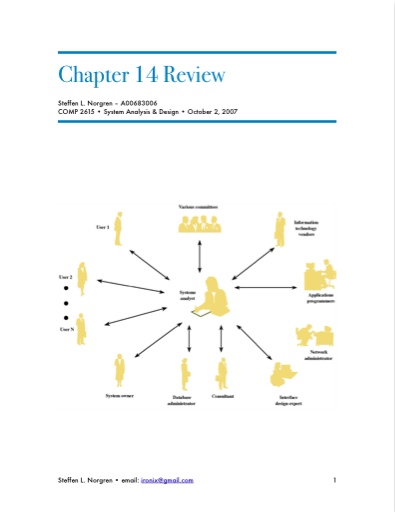 Chapter 14 Review
Steffen L. Norgren – A00683006
COMP 2615 • System Analysis & Design • October 2, 2007
Various committees
User 1
Information
technology
vendors
User 2
Systems
analyst
Applications
programmers
User N
Network
administrator
System owner
Database
administrator
Consultant
Interface
design expert
Steffen L. Norgren • email: ironix@gmail.com
1